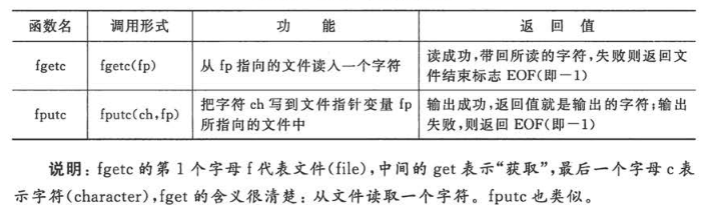 函数名 调用形式 功 能 返 回 值
fgetc fgetc(fp) 从 fp 指向的文件读入一个字符 读成功,带回所读的字符,失败则返回文
件结束标志 EOF(即－1)
fputc fputc(ch,fp) 把字符 ch 写到文件指针变量 fp
所指向的文件中 输出成功,返回值就是输出的字符;输出
失败,则返回 EOF(即－1)
说明: fgetc 的第 1 个字母 f 代表文件(file),中间的 get 表示“获取”,最后一个字母 c 表
示字符(character),fget 的含义很清楚: 从文件读取一个字符。fputc 也类似。